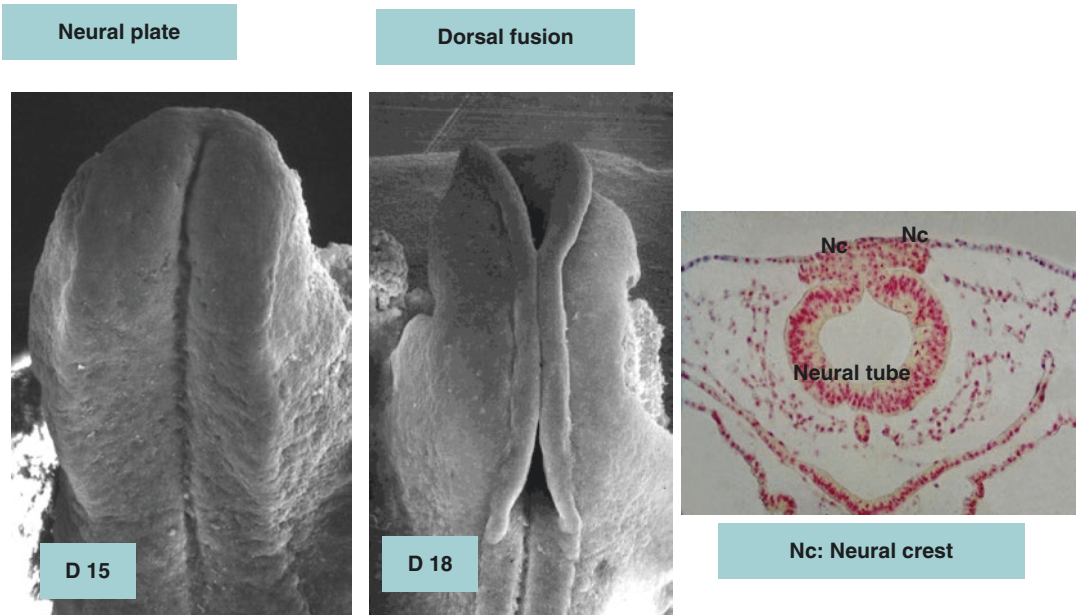 Neural plate
Dorsal fusion
D 15
D 18
Nc
Nc
Neural tube
Nc: Neural crest